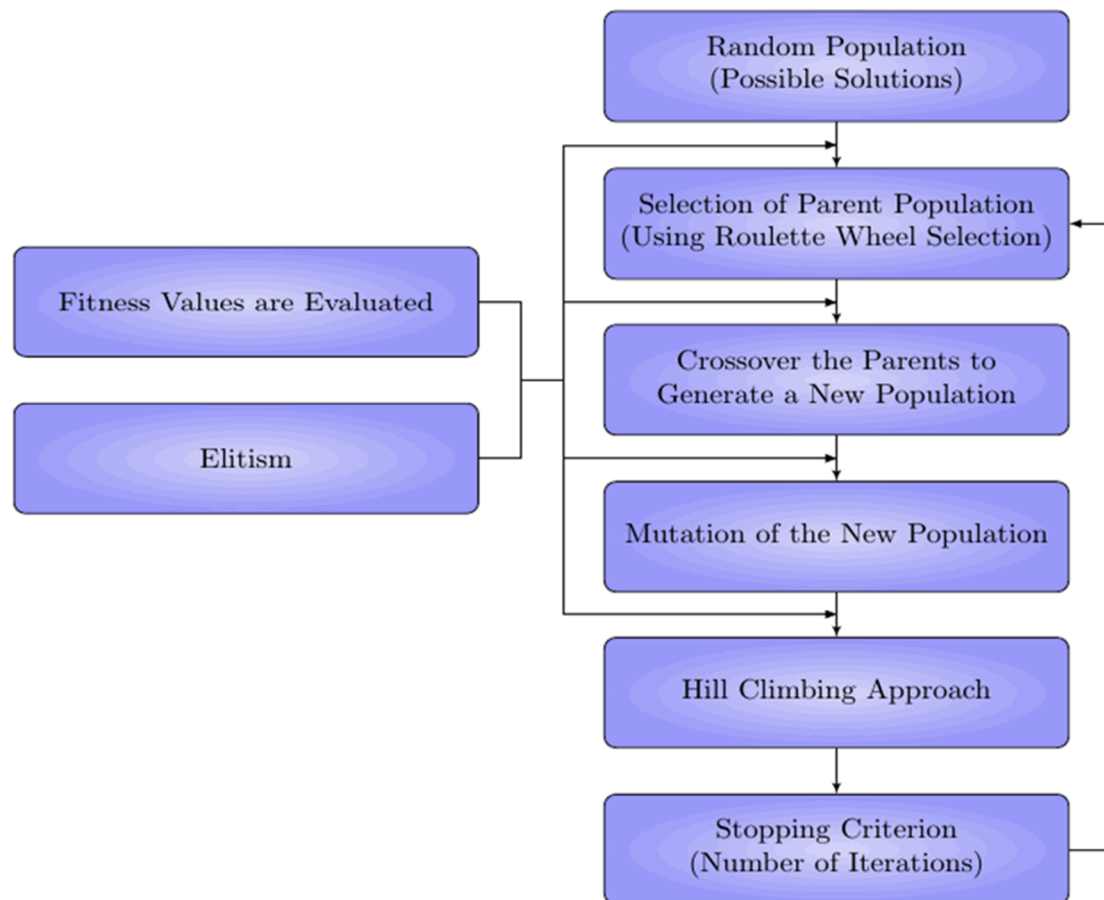 Random Population
(Possible Solutions)
Selection of Parent Population
(Using Roulette Wheel Selection)
Fitness Values are Evaluated
Crossover the Parents to
Generate a New Population
Elitism
Mutation of the New Population
Hill Climbing Approach
Stopping Criterion
(Number of Iterations)